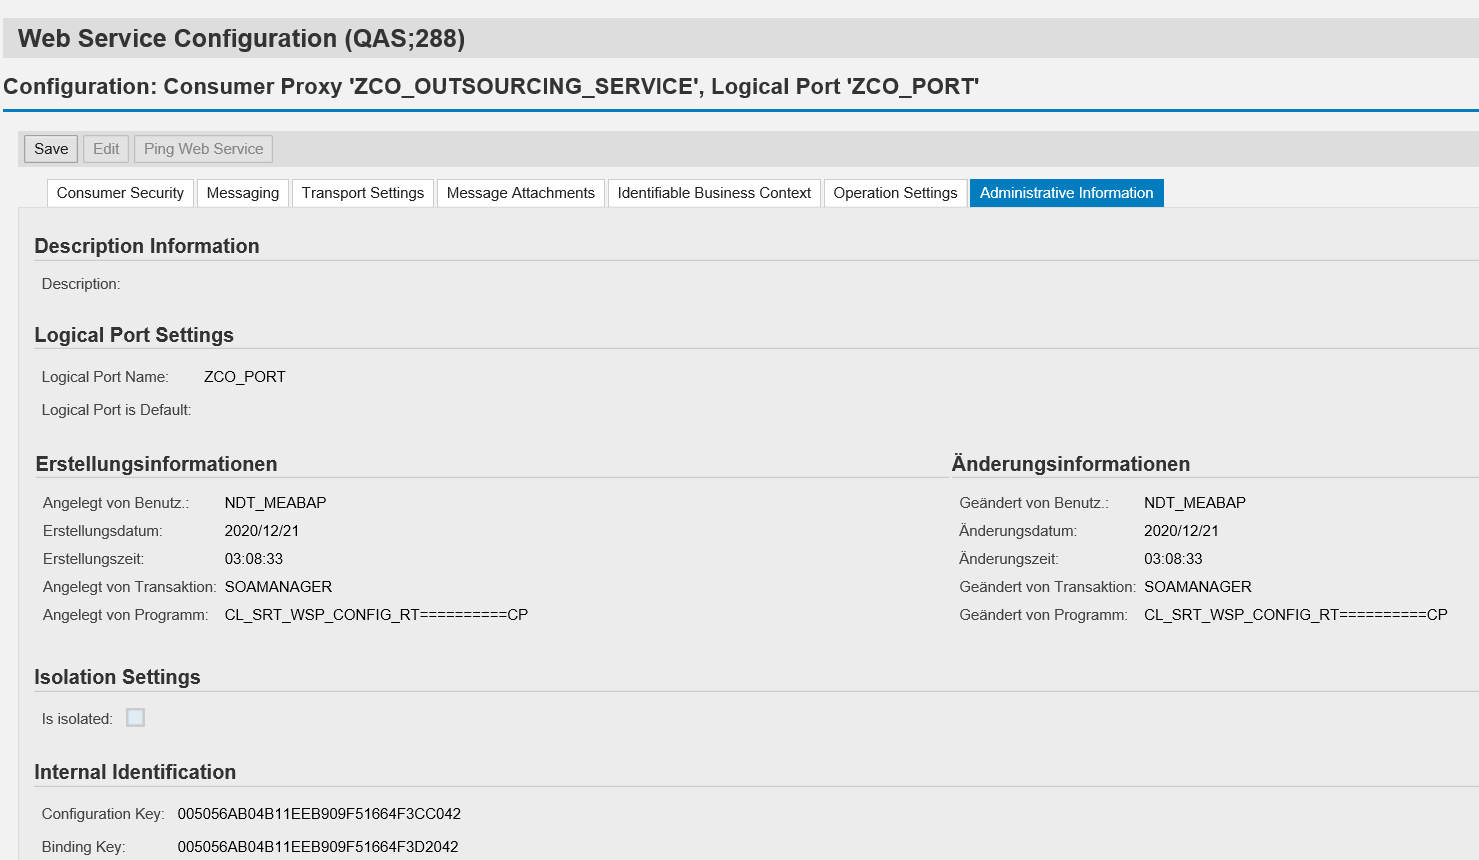 Web Service Configuration (QAS;288)
Configuration: Consumer Proxy 'ZCO_OUTSOURCING_SERVICE', Logical Port 'ZCO_PORT'
Save Edit Ping Web Service
Consumer Security Messaging Transport Settings Message Attachments Identifiable Business Context Operation Settings Administrative Information
Description Information
Description:
Logical Port Settings
Logical Port Name: ZCO_PORT
Logical Port is Default:
Erstellungsinformationen
Angelegt von Benutz.: NDT_MEABAP
Erstellungsdatum: 2020/12/21
Erstellungszeit: 03:08:33
Angelegt von Transaktion: SOAMANAGER
Angelegt von Programm: CL_SRT_WSP_CONFIG_RT==========CP
Änderungsinformationen
Geändert von Benutz.: NDT_MEABAP
Änderungsdatum: 2020/12/21
Änderungszeit: 03:08:33
Geändert von Transaktion: SOAMANAGER
Geändert von Programm: CL_SRT_WSP_CONFIG_RT==========CP
Isolation Settings
Is isolated:
Internal Identification
Configuration Key: 005056AB04B11EEB909F51664F3CC042
Binding Key: 005056AB04B11EEB909F51664F3D2042